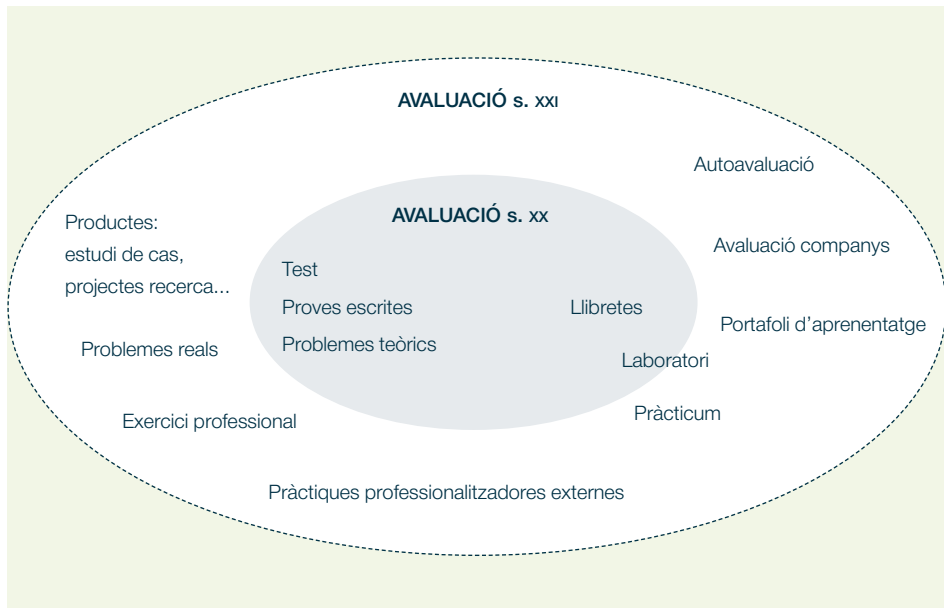 AVALUACIÓ s. XXI
Autoavaluació
AVALUACIÓ s. XX
Productes:
estudi de cas,
projectes recerca...
Avaluació companys
Test
Proves escrites
Llibretes
Portafoli d’aprenentatge
Problemes teòrics
Problemes reals
Laboratori
Pràcticum
Exercici professional
Pràctiques professionalitzadores externes